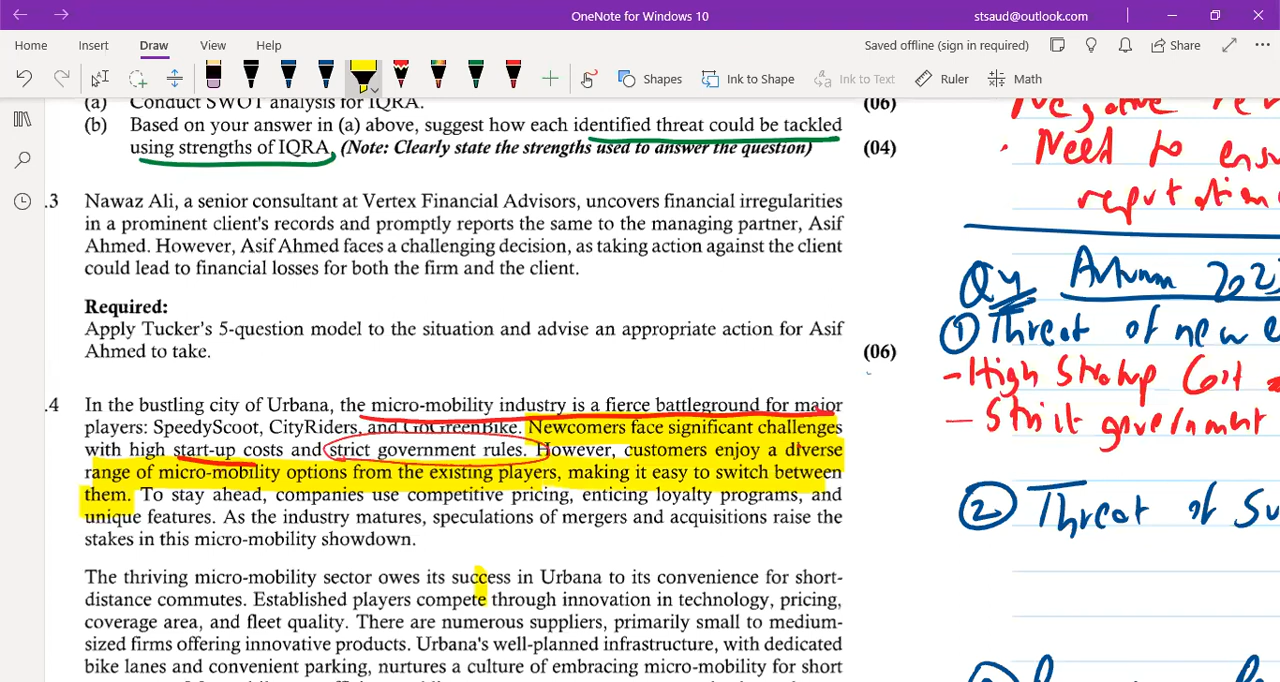 OneNote for Windows 10
stsaud@outlook.com
Home Insert Draw View Help
Saved offline (sign in required) Share
Shapes Ink to Shape Ink to Text Ruler Math
(a) Conduct SWOT analysis for IQRA. (06)
(b) Based on your answer in (a) above, suggest how each identified threat could be tackled
using strengths of IQRA. (Note: Clearly state the strengths used to answer the question) (04)
.3 Nawaz Ali, a senior consultant at Vertex Financial Advisors, uncovers financial irregularities
in a prominent client's records and promptly reports the same to the managing partner, Asif
Ahmed. However, Asif Ahmed faces a challenging decision, as taking action against the client
could lead to financial losses for both the firm and the client.
Required:
Apply Tucker's 5-question model to the situation and advise an appropriate action for Asif
Ahmed to take. (06)
.4 In the bustling city of Urbana, the micro-mobility industry is a fierce battleground for major
players: SpeedyScoot, CityRiders, and GoGreenBike. Newcomers face significant challenges
with high start-up costs and strict government rules. However, customers enjoy a diverse
range of micro-mobility options from the existing players, making it easy to switch between
them. To stay ahead, companies use competitive pricing, enticing loyalty programs, and
unique features. As the industry matures, speculations of mergers and acquisitions raise the
stakes in this micro-mobility showdown.
The thriving micro-mobility sector owes its success in Urbana to its convenience for short-
distance commutes. Established players compete through innovation in technology, pricing,
coverage area, and fleet quality. There are numerous suppliers, primarily small to medium-
sized firms offering innovative products. Urbana's well-planned infrastructure, with dedicated
bike lanes and convenient parking, nurtures a culture of embracing micro-mobility for short
Negative re
• Need to ensu
reputation
Q4 Autumn 202
① Threat of new e
- High Startup Cost
- Strict government
② Threat of Su